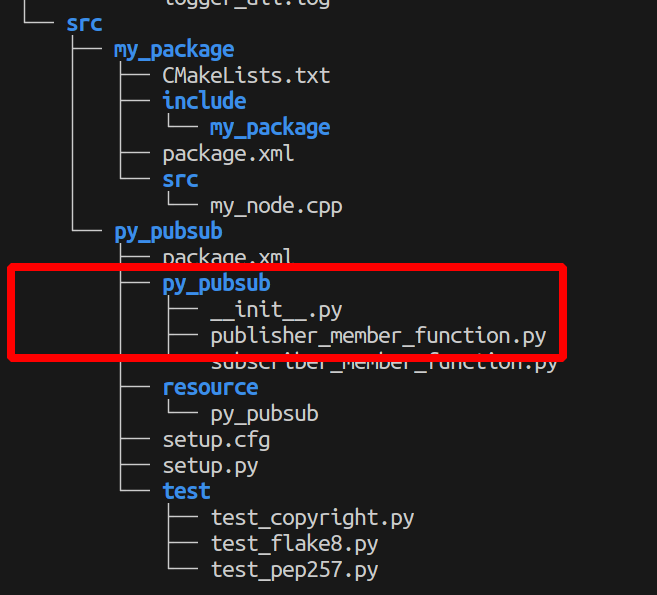 logger_all.log
src
my_package
CMakeLists.txt
include
my_package
package.xml
src
my_node.cpp
py_pubsub
package.xml
py_pubsub
__init__.py
publisher_member_function.py
subscriber_member_function.py
resource
py_pubsub
setup.cfg
setup.py
test
test_copyright.py
test_flake8.py
test_pep257.py